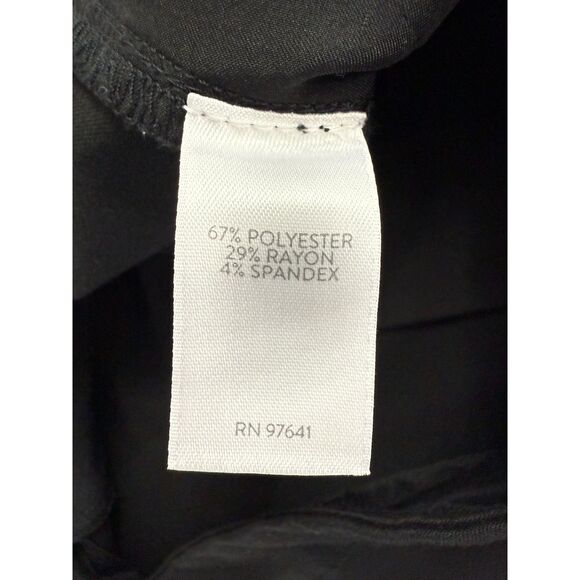 67% POLYESTER
29% RAYON
4% SPANDEX
RN 97641